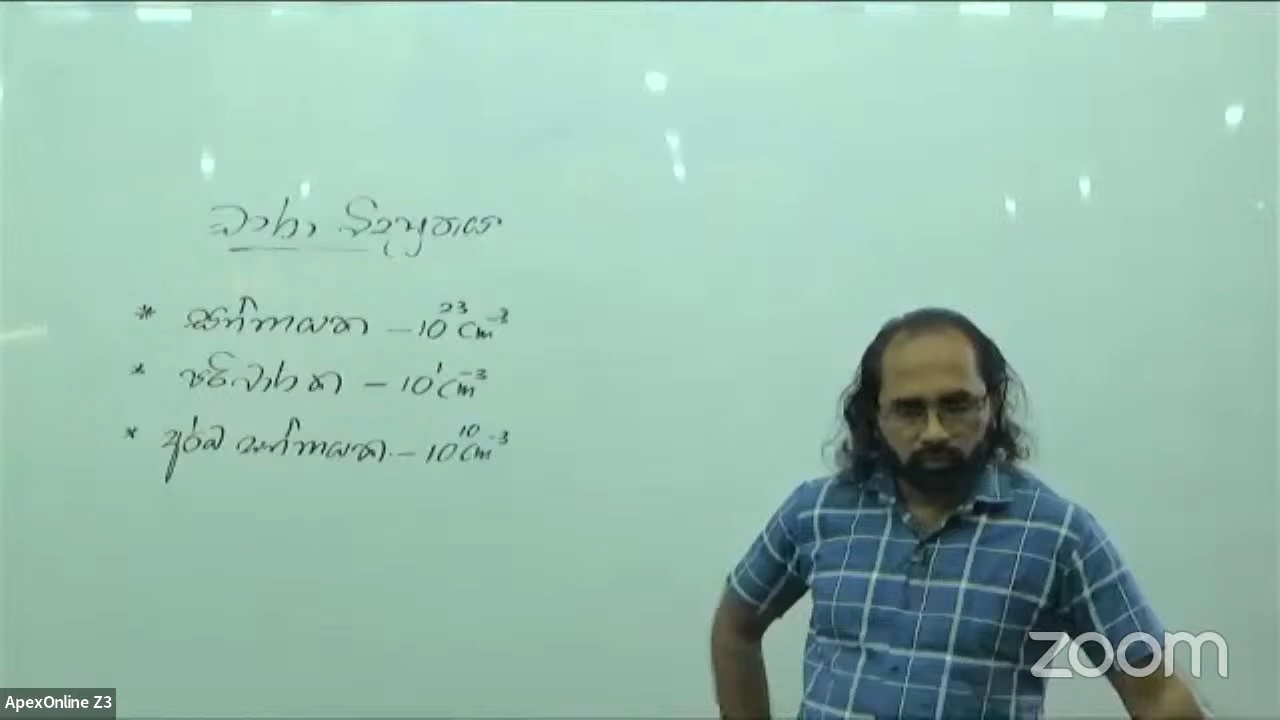 ධාරා විද්‍යුතය
* සන්නායක – 10²³ cm⁻³
* පරිවාරක – 10¹ cm⁻³
* අර්ධ සන්නායක – 10¹⁰ cm⁻³
zoom
ApexOnline Z3